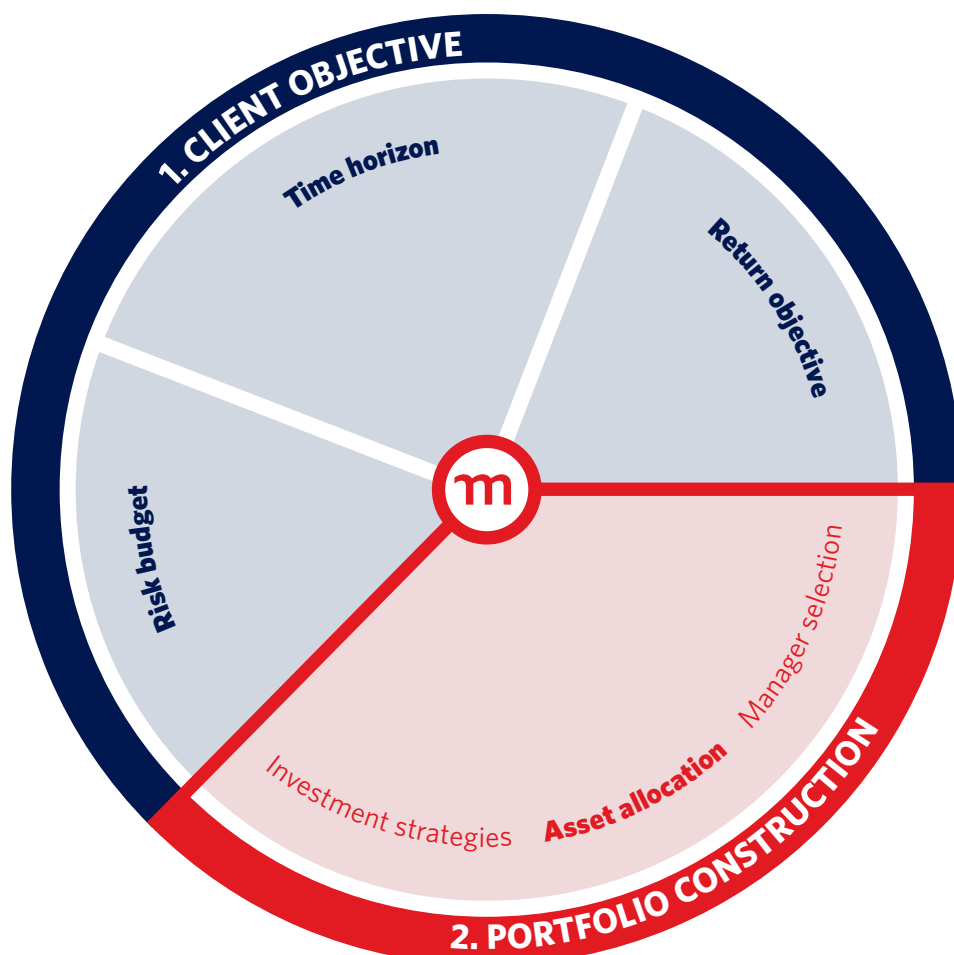 1. CLIENT OBJECTIVE
Time horizon
Return objective
Risk budget
m
Manager selection
Asset allocation
Investment strategies
2. PORTFOLIO CONSTRUCTION